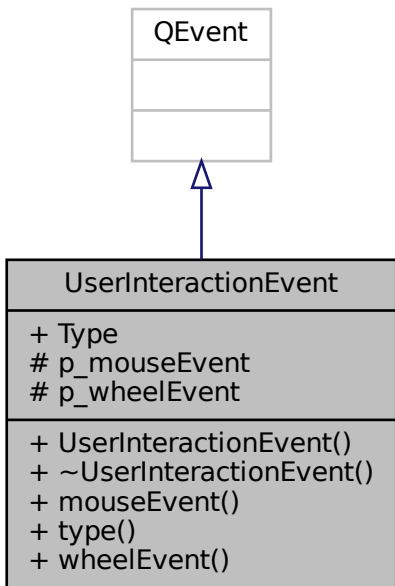 QEvent
UserInteractionEvent
+ Type
# p_mouseEvent
# p_wheelEvent
+ UserInteractionEvent()
+ ~UserInteractionEvent()
+ mouseEvent()
+ type()
+ wheelEvent()